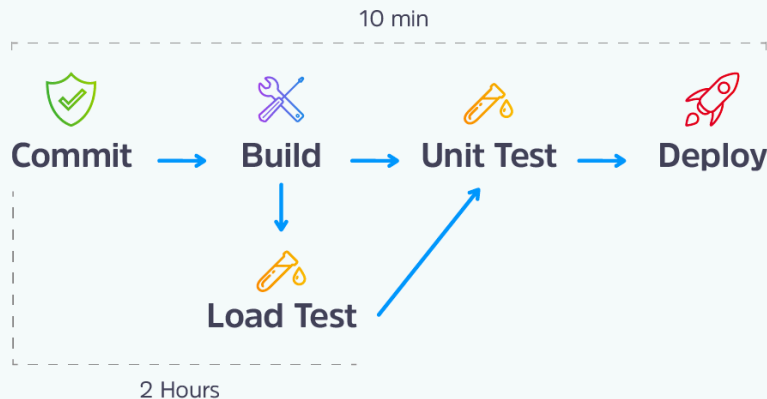 10 min
Commit
Build
Unit Test
Deploy
Load Test
2 Hours